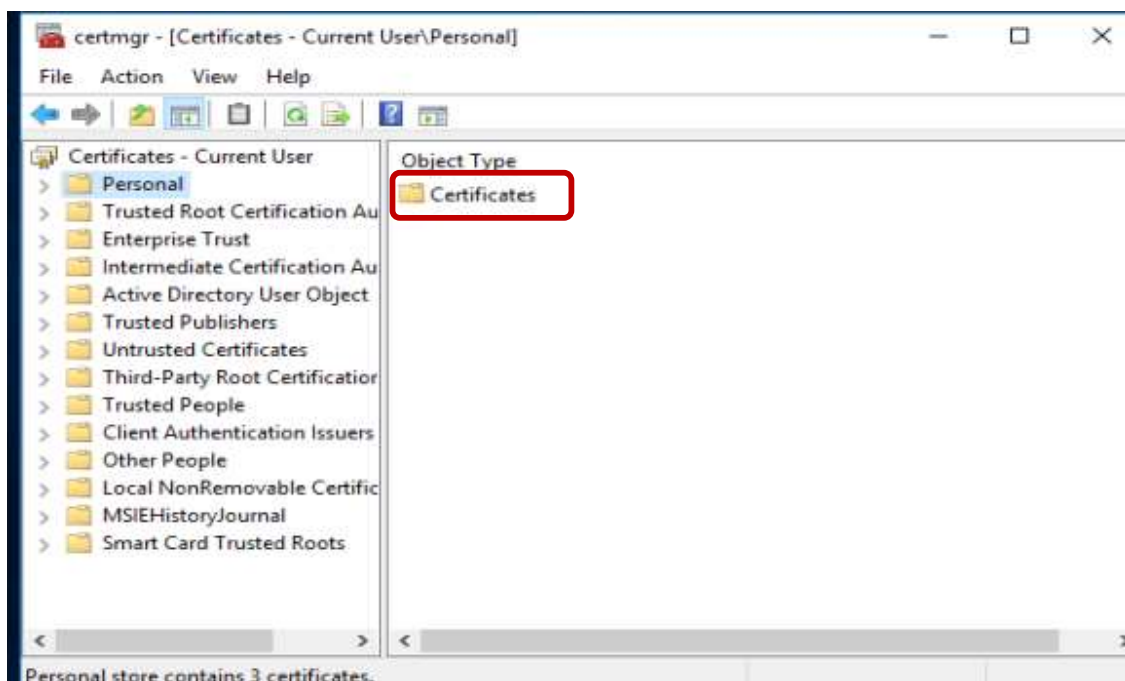 certmgr - [Certificates - Current User\Personal]
File Action View Help
Certificates - Current User
Personal
Trusted Root Certification Au
Enterprise Trust
Intermediate Certification Au
Active Directory User Object
Trusted Publishers
Untrusted Certificates
Third-Party Root Certification
Trusted People
Client Authentication Issuers
Other People
Local NonRemovable Certific
MSIEHistoryJournal
Smart Card Trusted Roots
Object Type
Certificates
Personal store contains 3 certificates.